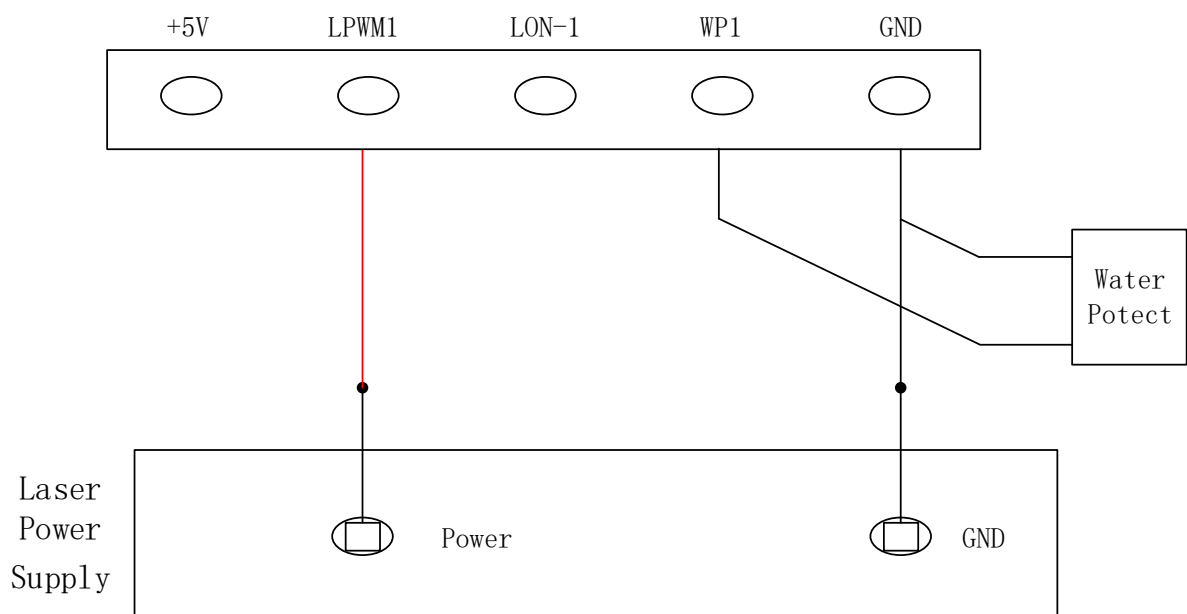 +5V LPWM1 LON-1 WP1 GND
Water
Potect
Laser
Power
Supply
Power
GND